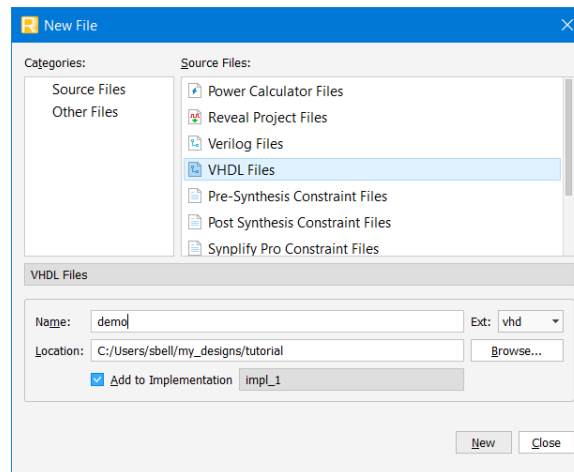 New File
Categories:
Source Files:
Source Files
Other Files
Power Calculator Files
Reveal Project Files
Verilog Files
VHDL Files
Pre-Synthesis Constraint Files
Post Synthesis Constraint Files
Synplify Pro Constraint Files
VHDL Files
Name: demo Ext: vhd
Location: C:/Users/sbell/my_designs/tutorial Browse...
Add to Implementation impl_1
New Close